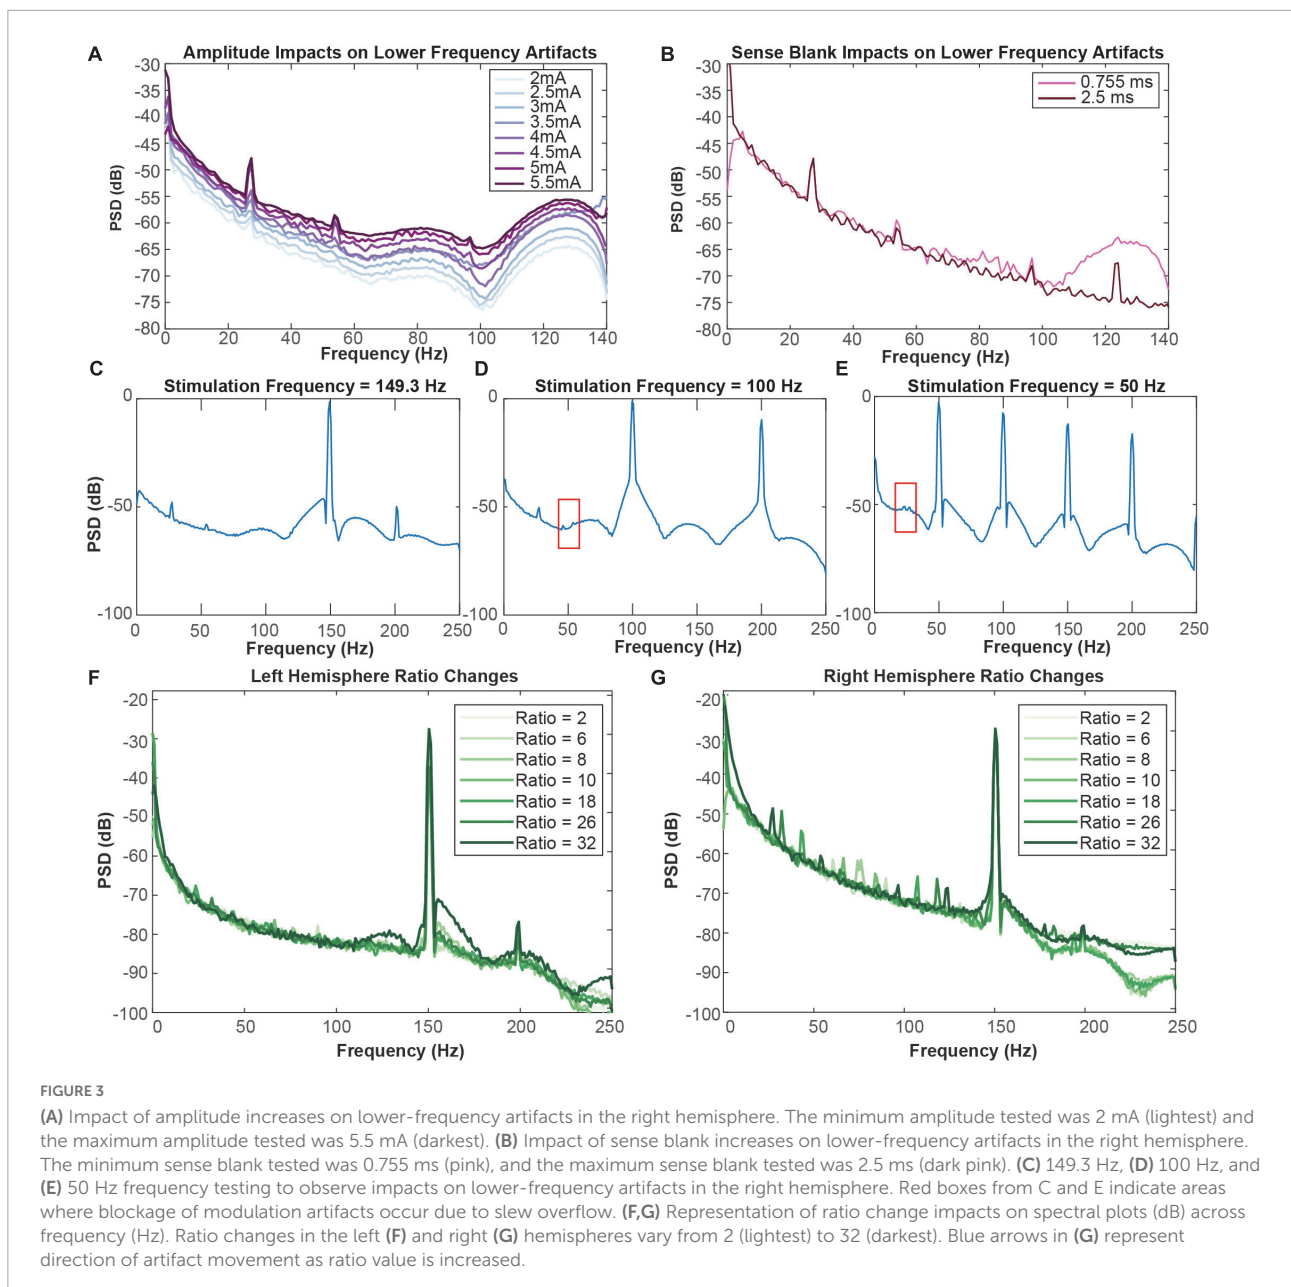 A Amplitude Impacts on Lower Frequency Artifacts
-30
-35
-40
-45
-50
-55
-60
-65
-70
-75
-80
PSD (dB)
2mA
2.5mA
3mA
3.5mA
4mA
4.5mA
5mA
5.5mA
0 20 40 60 80 100 120 140
Frequency (Hz)
B Sense Blank Impacts on Lower Frequency Artifacts
-30
-35
-40
-45
-50
-55
-60
-65
-70
-75
-80
PSD (dB)
0.755 ms
2.5 ms
0 20 40 60 80 100 120 140
Frequency (Hz)
C Stimulation Frequency = 149.3 Hz
0
-50
-100
PSD (dB)
0 50 100 150 200 250
Frequency (Hz)
D Stimulation Frequency = 100 Hz
0
-50
-100
0 50 100 150 200 250
Frequency (Hz)
E Stimulation Frequency = 50 Hz
0
-50
-100
0 50 100 150 200 250
Frequency (Hz)
F Left Hemisphere Ratio Changes
-20
-30
-40
-50
-60
-70
-80
-90
-100
PSD (dB)
Ratio = 2
Ratio = 6
Ratio = 8
Ratio = 10
Ratio = 18
Ratio = 26
Ratio = 32
0 50 100 150 200 250
Frequency (Hz)
G Right Hemisphere Ratio Changes
-20
-30
-40
-50
-60
-70
-80
-90
-100
PSD (dB)
Ratio = 2
Ratio = 6
Ratio = 8
Ratio = 10
Ratio = 18
Ratio = 26
Ratio = 32
0 50 100 150 200 250
Frequency (Hz)
FIGURE 3
(A) Impact of amplitude increases on lower-frequency artifacts in the right hemisphere. The minimum amplitude tested was 2 mA (lightest) and
the maximum amplitude tested was 5.5 mA (darkest). (B) Impact of sense blank increases on lower-frequency artifacts in the right hemisphere.
The minimum sense blank tested was 0.755 ms (pink), and the maximum sense blank tested was 2.5 ms (dark pink). (C) 149.3 Hz, (D) 100 Hz, and
(E) 50 Hz frequency testing to observe impacts on lower-frequency artifacts in the right hemisphere. Red boxes from C and E indicate areas
where blockage of modulation artifacts occur due to slew overflow. (F,G) Representation of ratio change impacts on spectral plots (dB) across
frequency (Hz). Ratio changes in the left (F) and right (G) hemispheres vary from 2 (lightest) to 32 (darkest). Blue arrows in (G) represent
direction of artifact movement as ratio value is increased.